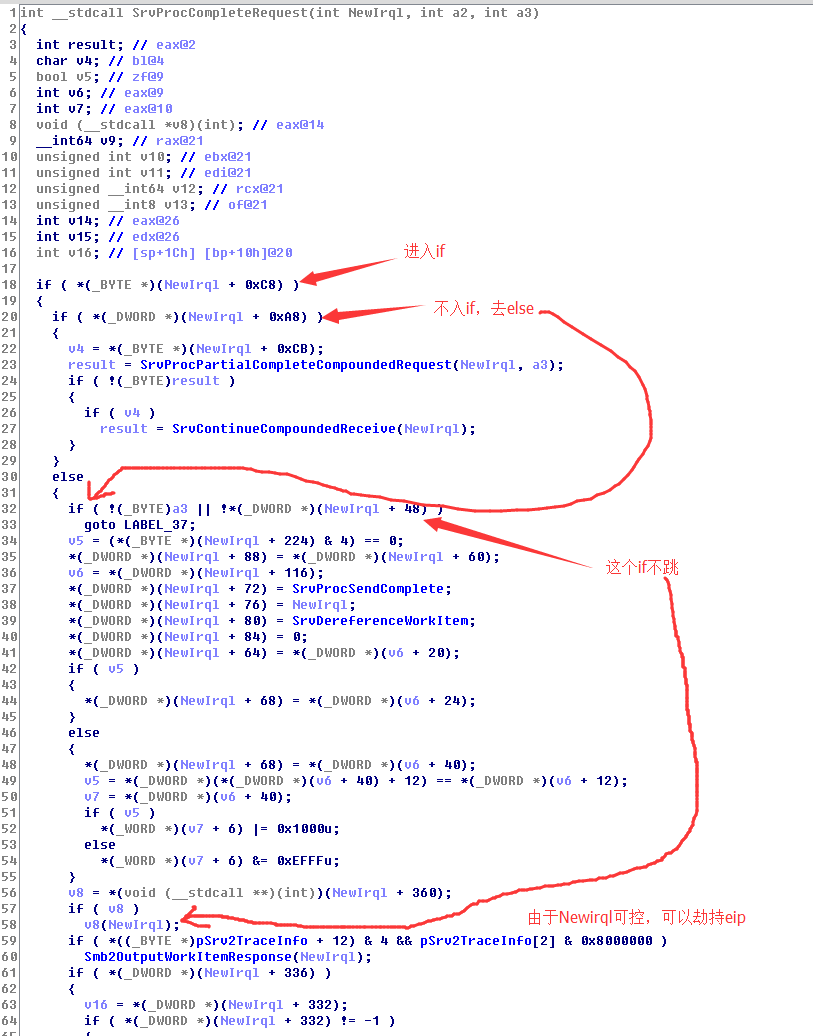 1 int __stdcall SrvProcCompleteRequest(int NewIrql, int a2, int a3)
2 {
3 int result; // eax@2
4 char v4; // bl@4
5 bool v5; // zf@9
6 int v6; // eax@9
7 int v7; // eax@10
8 void (__stdcall *v8)(int); // eax@14
9 __int64 v9; // rax@21
10 unsigned int v10; // ebx@21
11 unsigned int v11; // edi@21
12 unsigned __int64 v12; // rcx@21
13 unsigned __int8 v13; // of@21
14 int v14; // eax@26
15 int v15; // edx@26
16 int v16; // [sp+1Ch] [bp+10h]@20
进入if
17
18 if ( *(_BYTE *)(NewIrql + 0xC8) )
19 {
不入if，去else
20 if ( *(_DWORD *)(NewIrql + 0xA8) )
21 {
22 v4 = *(_BYTE *)(NewIrql + 0xCB);
23 result = SrvProcPartialCompleteCompoundedRequest(NewIrql, a3);
24 if ( !(_BYTE)result )
25 {
26 if ( v4 )
27 result = SrvContinueCompoundedReceive(NewIrql);
28 }
29 }
30 else
31 {
32 if ( !(_BYTE)a3 || !*(_DWORD *)(NewIrql + 48) )
33 goto LABEL_37;
34 v5 = (*(_BYTE *)(NewIrql + 224) & 4) == 0;
35 *(_DWORD *)(NewIrql + 88) = *(_DWORD *)(NewIrql + 60);
这个if不跳
36 v6 = *(_DWORD *)(NewIrql + 116);
37 *(_DWORD *)(NewIrql + 72) = SrvProcSendComplete;
38 *(_DWORD *)(NewIrql + 76) = NewIrql;
39 *(_DWORD *)(NewIrql + 80) = SrvDereferenceWorkItem;
40 *(_DWORD *)(NewIrql + 84) = 0;
41 *(_DWORD *)(NewIrql + 64) = *(_DWORD *)(v6 + 20);
42 if ( v5 )
43 {
44 *(_DWORD *)(NewIrql + 68) = *(_DWORD *)(v6 + 24);
45 }
46 else
47 {
48 *(_DWORD *)(NewIrql + 68) = *(_DWORD *)(v6 + 40);
49 v5 = *(_DWORD *)(*(_DWORD *)(v6 + 40) + 12) == *(_DWORD *)(v6 + 12);
50 v7 = *(_DWORD *)(v6 + 40);
51 if ( v5 )
52 *(_WORD *)(v7 + 6) |= 0x1000u;
53 else
54 *(_WORD *)(v7 + 6) &= 0xEFFFu;
55 }
56 v8 = *(void (__stdcall **)(int))(NewIrql + 360);
57 if ( v8 )
由于Newirql可控，可以劫持eip
58 v8(NewIrql);
59 if ( *((_BYTE *)pSrv2TraceInfo + 12) & 4 && pSrv2TraceInfo[2] & 0x8000000 )
60 Smb2OutputWorkItemResponse(NewIrql);
61 if ( *(_DWORD *)(NewIrql + 336) )
62 {
63 v16 = *(_DWORD *)(NewIrql + 332);
64 if ( *(_DWORD *)(NewIrql + 332) != -1 )